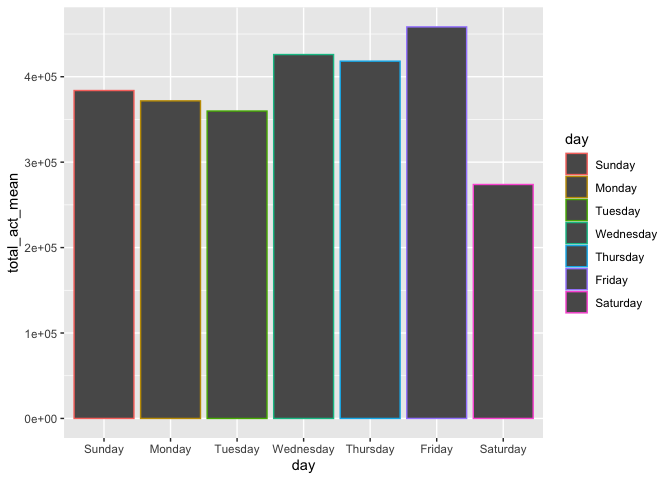 total_act_mean
4e+05
3e+05
2e+05
1e+05
0e+00
Sunday Monday Tuesday Wednesday Thursday Friday Saturday
day
day
Sunday
Monday
Tuesday
Wednesday
Thursday
Friday
Saturday